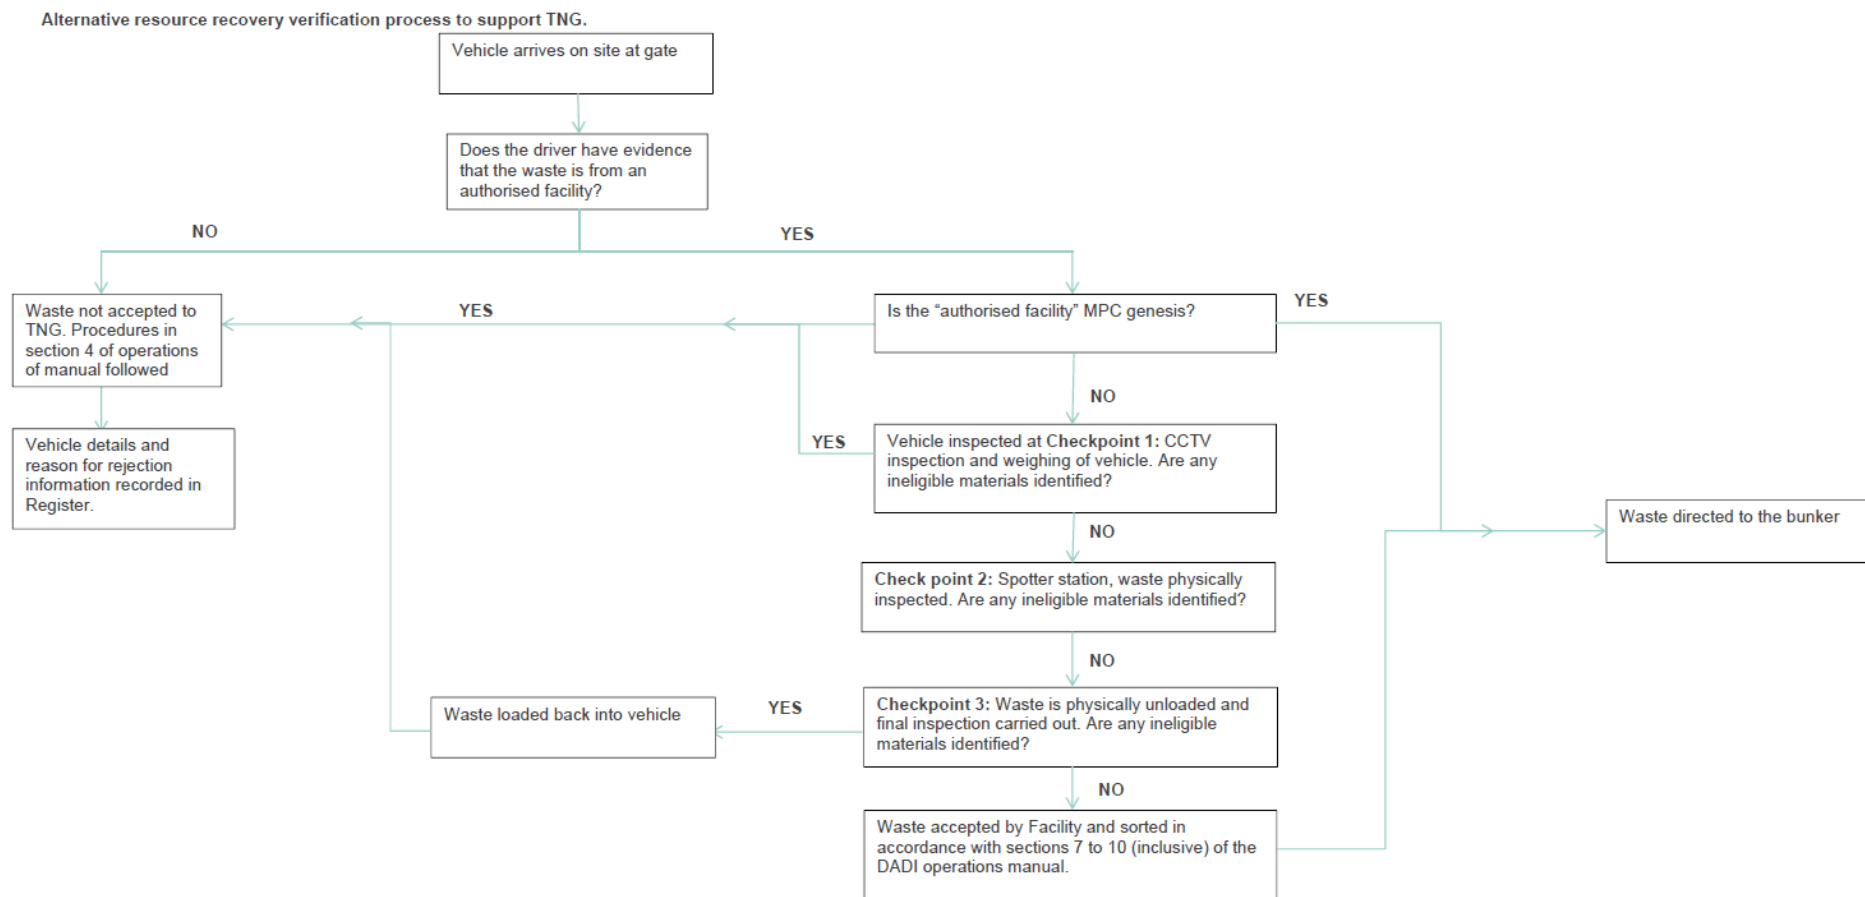 Alternative resource recovery verification process to support TNG.
Vehicle arrives on site at gate
Does the driver have evidence
that the waste is from an
authorised facility?
NO
YES
Waste not accepted to
TNG. Procedures in
section 4 of operations
of manual followed
YES
Is the “authorised facility” MPC genesis?
YES
NO
Vehicle details and
reason for rejection
information recorded in
Register.
YES
Vehicle inspected at Checkpoint 1: CCTV
inspection and weighing of vehicle. Are any
ineligible materials identified?
NO
Waste directed to the bunker
Check point 2: Spotter station, waste physically
inspected. Are any ineligible materials identified?
NO
Waste loaded back into vehicle
YES
Checkpoint 3: Waste is physically unloaded and
final inspection carried out. Are any ineligible
materials identified?
NO
Waste accepted by Facility and sorted in
accordance with sections 7 to 10 (inclusive) of the
DADI operations manual.